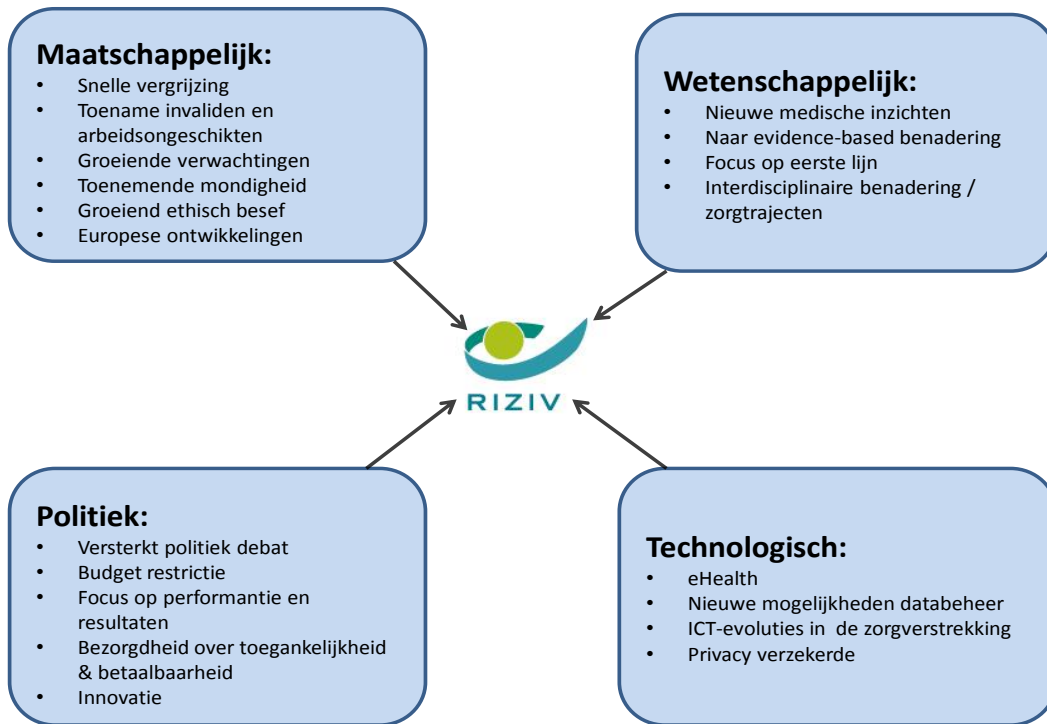 Maatschappelijk:
• Snelle vergrijzing
• Toename invaliden en
arbeidsongeschikten
• Groeiende verwachtingen
• Toenemende mondigheid
• Groeiend ethisch besef
• Europese ontwikkelingen
Wetenschappelijk:
• Nieuwe medische inzichten
• Naar evidence-based benadering
• Focus op eerste lijn
• Interdisciplinaire benadering /
zorgtrajecten
RIZIV
Politiek:
• Versterkt politiek debat
• Budget restrictie
• Focus op performantie en
resultaten
• Bezorgdheid over toegankelijkheid
& betaalbaarheid
• Innovatie
Technologisch:
• eHealth
• Nieuwe mogelijkheden databeheer
• ICT-evoluties in de zorgverstrekking
• Privacy verzekerde